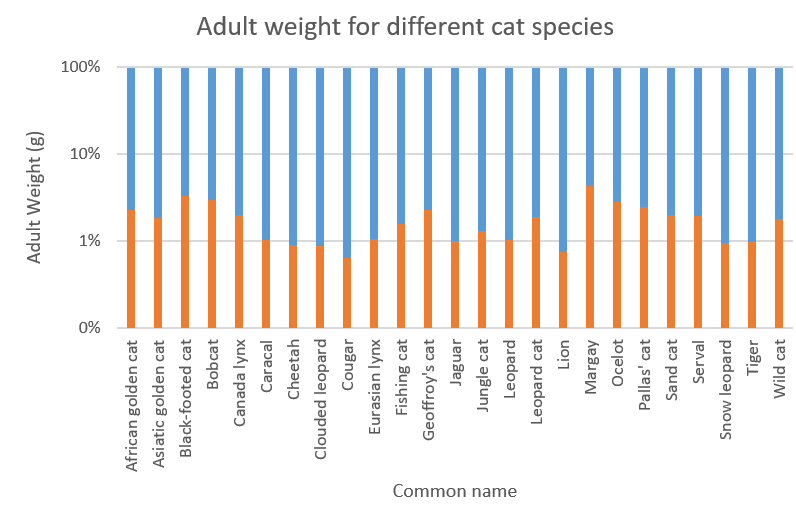 Adult weight for different cat species
100%
10%
1%
0%
Adult Weight (g)
African golden cat
Asiatic golden cat
Black-footed cat
Bobcat
Canada lynx
Caracal
Cheetah
Clouded leopard
Cougar
Eurasian lynx
Fishing cat
Geoffroy's cat
Jaguar
Jungle cat
Leopard
Leopard cat
Lion
Margay
Ocelot
Pallas' cat
Sand cat
Serval
Snow leopard
Tiger
Wild cat
Common name